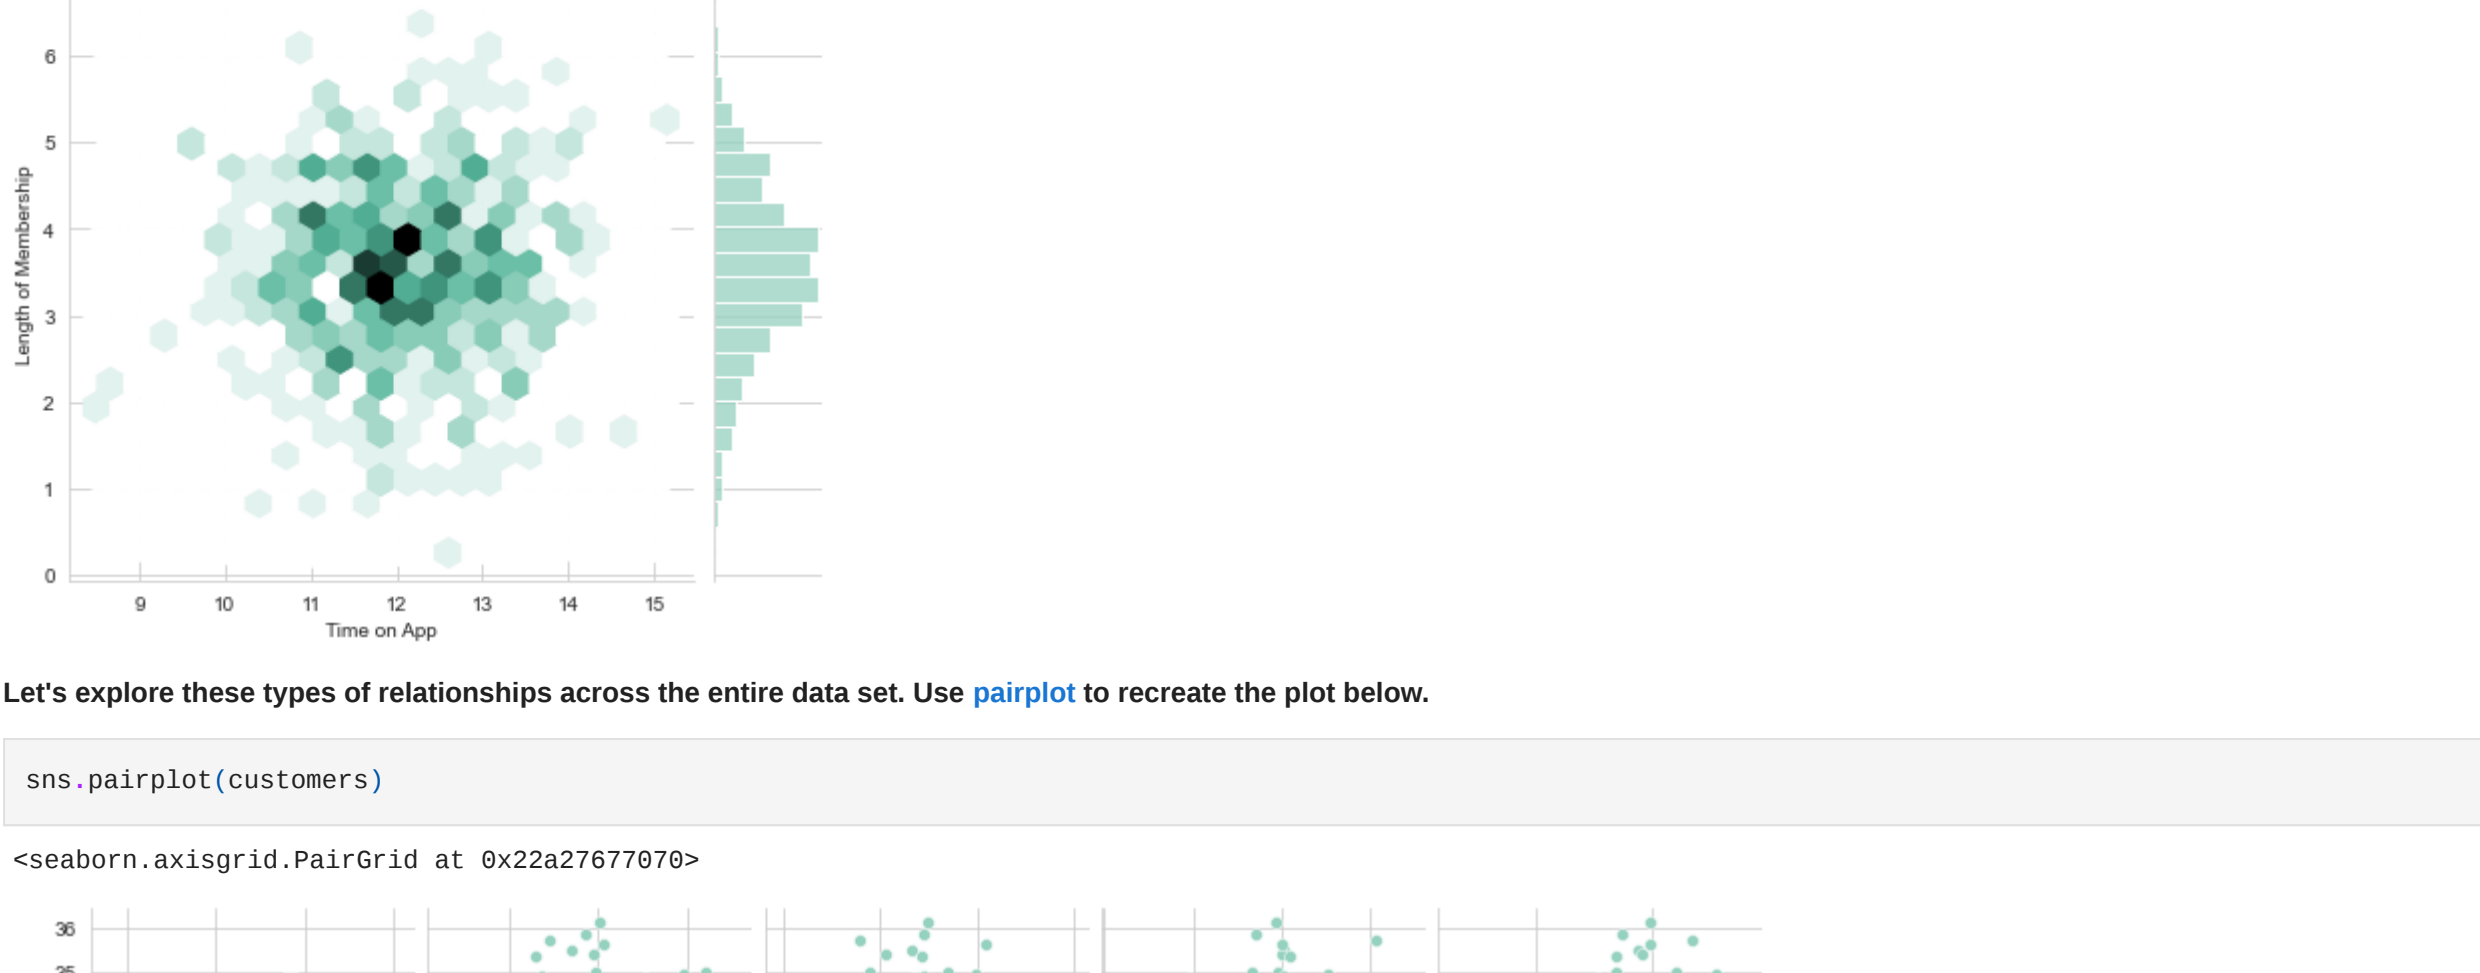 6
5
4
3
2
1
0
Length of Membership
9 10 11 12 13 14 15
Time on App
Let's explore these types of relationships across the entire data set. Use pairplot to recreate the plot below.
sns.pairplot(customers)
<seaborn.axisgrid.PairGrid at 0x22a27677070>
36
35